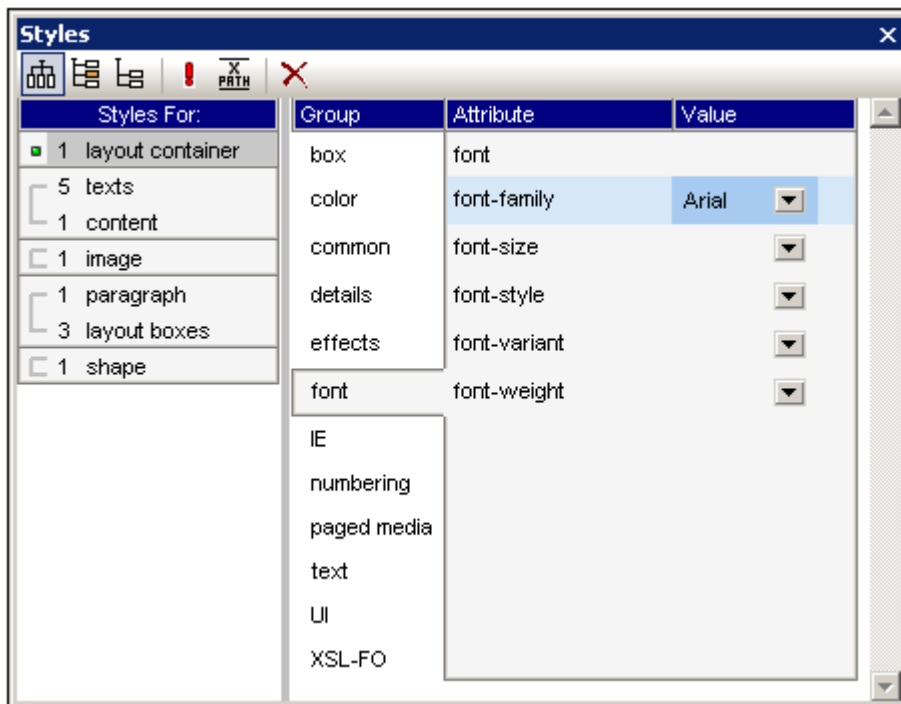 Styles
X
PATH
Styles For:
1 layout container
5 texts
1 content
1 image
1 paragraph
3 layout boxes
1 shape
Group Attribute Value
box font
color font-family Arial
common font-size
details font-style
effects font-variant
font font-weight
IE
numbering
paged media
text
UI
XSL-FO